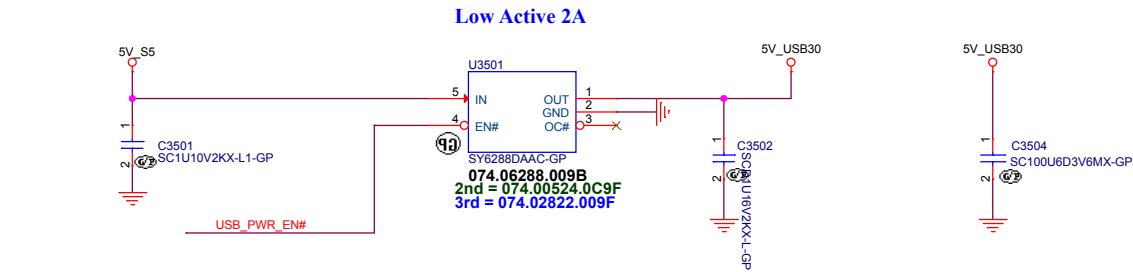 Low Active 2A
5V_S5
U3501
5V_USB30
5V_USB30
5
IN
OUT
1
GND
2
4
EN#
OC#
3
1
2
C3501
SC1U10V2KX-L1-GP
G/P
GP
SY6288DAAC-GP
074.06288.009B
2nd = 074.00524.0C9F
3rd = 074.02822.009F
USB_PWR_EN#
1
2
C3502
SCD1U16V2KX-L-GP
G/P
1
2
C3504
SC100U6D3V6MX-GP
G/P